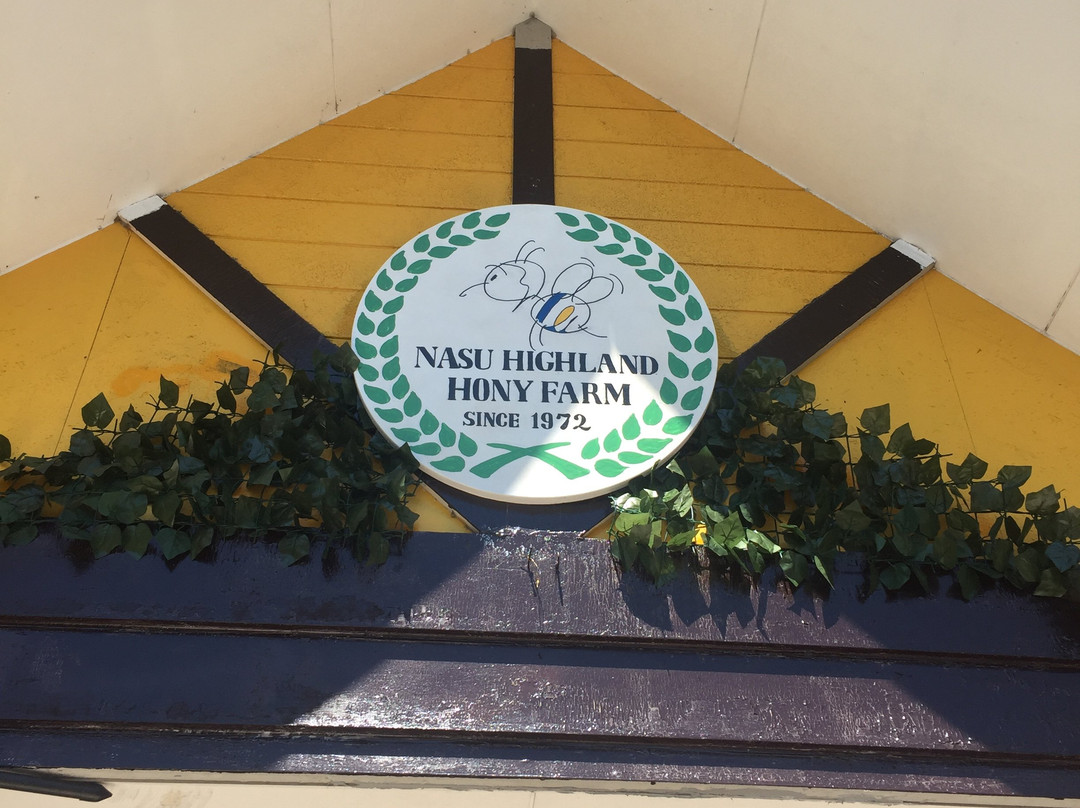 NASU HIGHLAND
HONY FARM
SINCE 1972